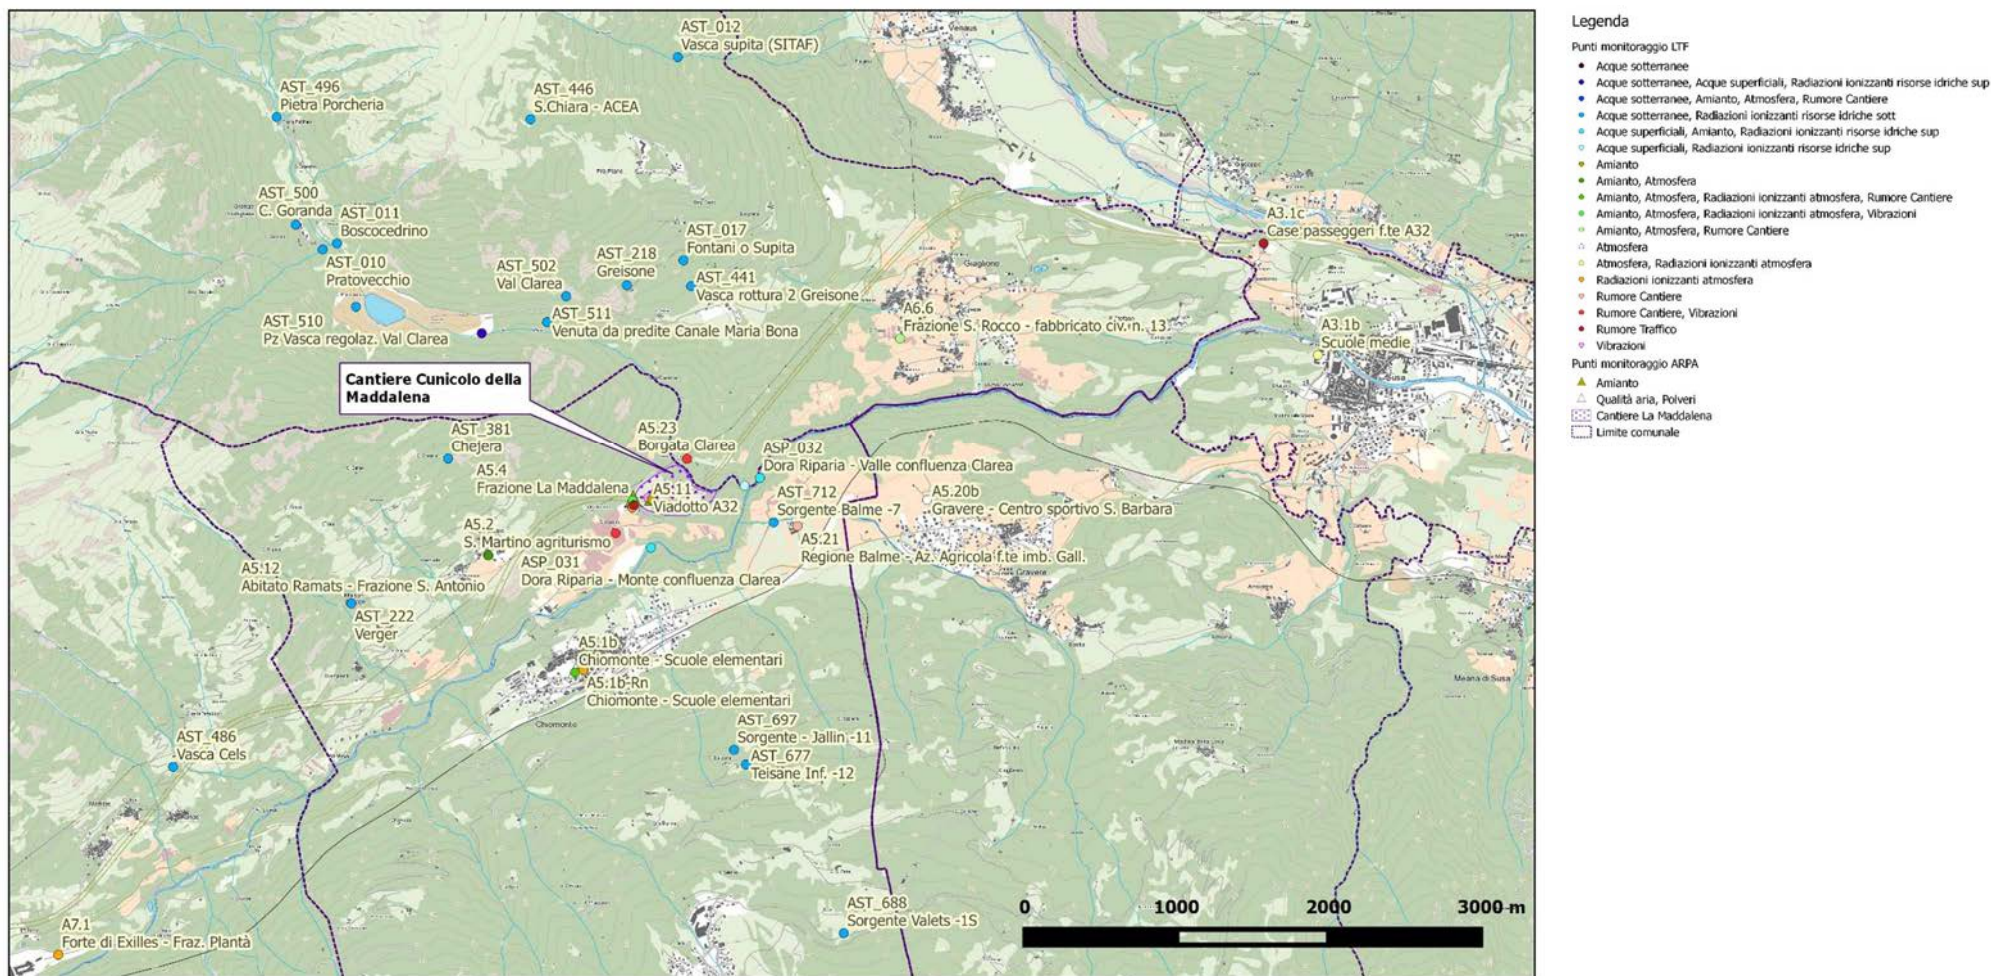 AST_012
Vasca supita (SITAF)
AST_496
Pietra Porcheria
AST_446
S.Chiara - ACEA
Venaus
AST_500
C. Goranda
AST_011
Boscocedrino
AST_010
Pratovecchio
AST_017
Fontani o Supita
AST_218
Greisone
AST_502
Val Clarea
AST_441
Vasca rottura 2 Greisone
A3.1c
Case passeggeri f.te A32
Giaglione
AST_510
Pz Vasca regolaz. Val Clarea
AST_511
Venuta da predite Canale Maria Bona
A6.6
Frazione S. Rocco - fabbricato civ. n. 13
A3.1b
Scuole medie
Susa
Cantiere Cunicolo della
Maddalena
AST_381
Chejera
A5.23
Borgata Clarea
ASP_032
Dora Riparia - Valle confluenza Clarea
A5.4
Frazione La Maddalena
A5.11
Viadotto A32
AST_712
Sorgente Balme -7
A5.20b
Gravere - Centro sportivo S. Barbara
A5.2
S. Martino agriturismo
A5.21
Regione Balme - Az. Agricola f.te imb. Gall.
ASP_031
Dora Riparia - Monte confluenza Clarea
A5.12
Abitato Ramats - Frazione S. Antonio
Gravere
AST_222
Verger
A5.1b
Chiomonte - Scuole elementari
A5.1b-Rn
Chiomonte - Scuole elementari
Chiomonte
Meana di Susa
AST_697
Sorgente - Jallin -11
AST_677
Teisane Inf. -12
AST_486
Vasca Cels
AST_688
Sorgente Valets -1S
A7.1
Forte di Exilles - Fraz. Plantà
0 1000 2000 3000 m
Legenda
Punti monitoraggio LTF
Acque sotterranee
Acque sotterranee, Acque superficiali, Radiazioni ionizzanti risorse idriche sup
Acque sotterranee, Amianto, Atmosfera, Rumore Cantiere
Acque sotterranee, Radiazioni ionizzanti risorse idriche sott
Acque superficiali, Amianto, Radiazioni ionizzanti risorse idriche sup
Acque superficiali, Radiazioni ionizzanti risorse idriche sup
Amianto
Amianto, Atmosfera
Amianto, Atmosfera, Radiazioni ionizzanti atmosfera, Rumore Cantiere
Amianto, Atmosfera, Radiazioni ionizzanti atmosfera, Vibrazioni
Amianto, Atmosfera, Rumore Cantiere
Atmosfera
Atmosfera, Radiazioni ionizzanti atmosfera
Radiazioni ionizzanti atmosfera
Rumore Cantiere
Rumore Cantiere, Vibrazioni
Rumore Traffico
Vibrazioni
Punti monitoraggio ARPA
Amianto
Qualità aria, Polveri
Cantiere La Maddalena
Limite comunale